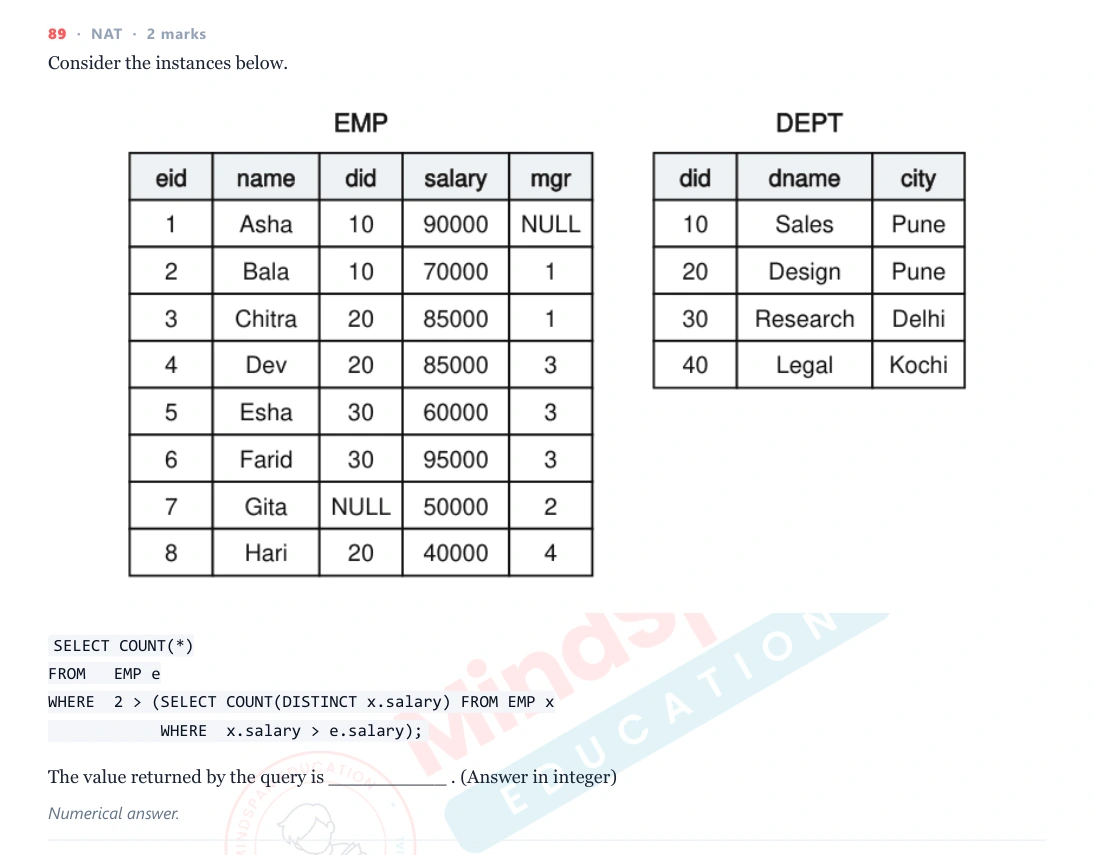 89 · NAT · 2 marks
Consider the instances below.
EMP
eid name did salary mgr
1 Asha 10 90000 NULL
2 Bala 10 70000 1
3 Chitra 20 85000 1
4 Dev 20 85000 3
5 Esha 30 60000 3
6 Farid 30 95000 3
7 Gita NULL 50000 2
8 Hari 20 40000 4
DEPT
did dname city
10 Sales Pune
20 Design Pune
30 Research Delhi
40 Legal Kochi
SELECT COUNT(*)
FROM   EMP e
WHERE  2 > (SELECT COUNT(DISTINCT x.salary) FROM EMP x
            WHERE  x.salary > e.salary);
The value returned by the query is __________ . (Answer in integer)
Numerical answer.
EDUCATION